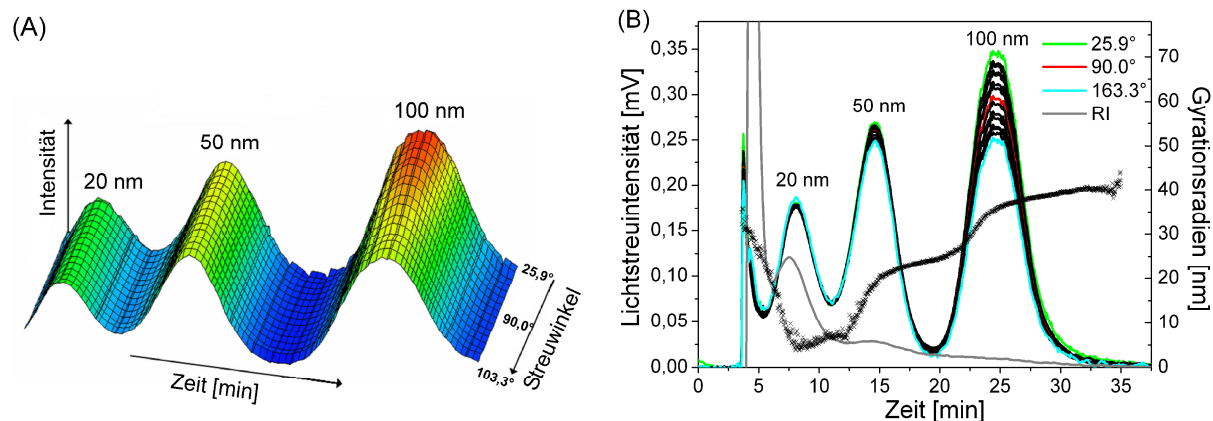 (A)
Intensität
20 nm
50 nm
100 nm
25,9°
90,0°
103,3°
Streuwinkel
Zeit [min]
(B)
Lichtstreuintensität [mV]
0,35
0,30
0,25
0,20
0,15
0,10
0,05
0,00
20 nm
50 nm
100 nm
25.9°
90.0°
163.3°
RI
70
60
50
40
30
20
10
0
Gyrationsradien [nm]
0 5 10 15 20 25 30 35
Zeit [min]